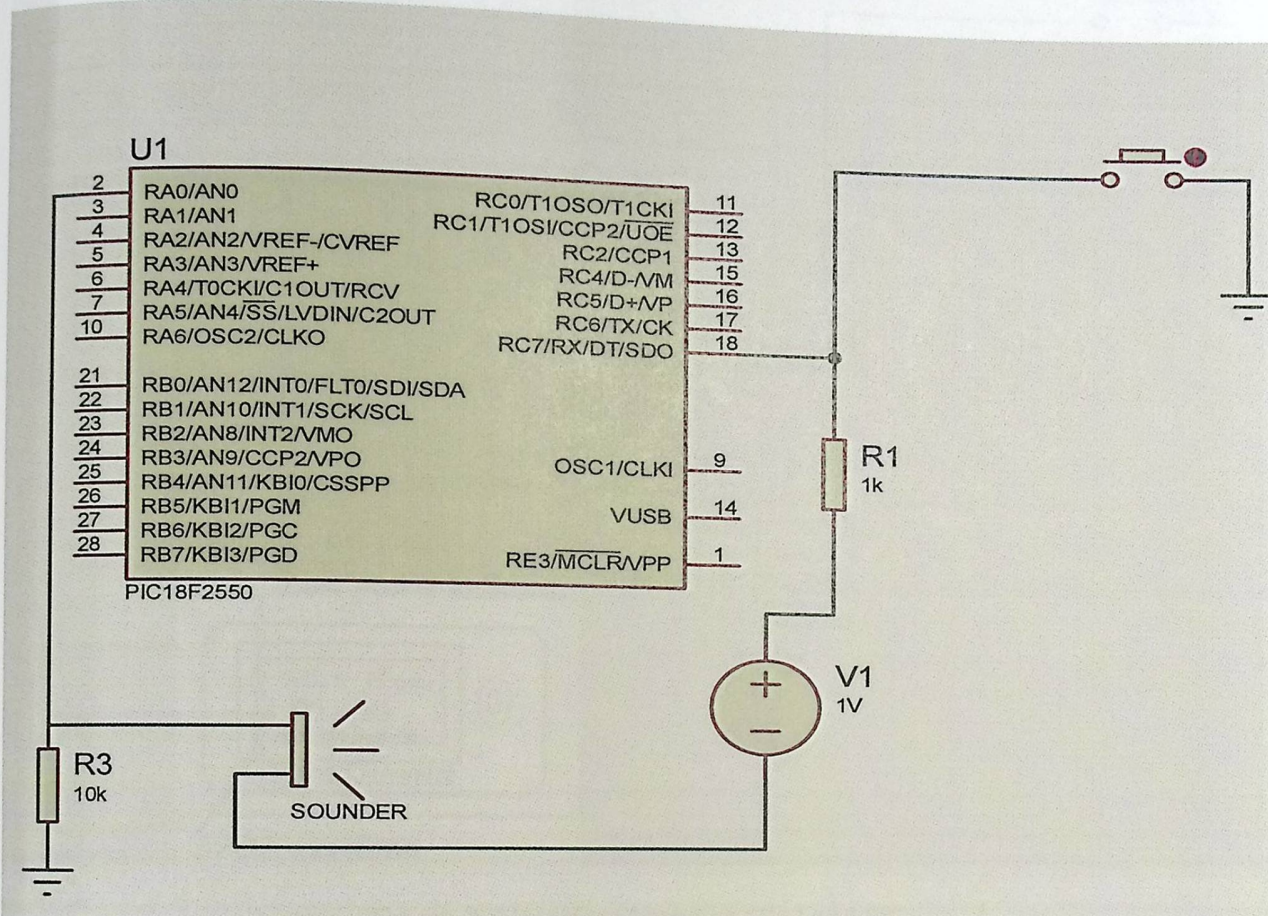 U1
2
RA0/AN0
3
RA1/AN1
4
RA2/AN2/VREF-/CVREF
5
RA3/AN3/VREF+
6
RA4/T0CKI/C1OUT/RCV
7
RA5/AN4/SS/LVDIN/C2OUT
10
RA6/OSC2/CLKO
21
RB0/AN12/INT0/FLT0/SDI/SDA
22
RB1/AN10/INT1/SCK/SCL
23
RB2/AN8/INT2/VMO
24
RB3/AN9/CCP2/VPO
25
RB4/AN11/KBI0/CSSPP
26
RB5/KBI1/PGM
27
RB6/KBI2/PGC
28
RB7/KBI3/PGD
RC0/T1OSO/T1CKI
11
RC1/T1OSI/CCP2/UOE
12
RC2/CCP1
13
RC4/D-/VM
15
RC5/D+/VP
16
RC6/TX/CK
17
RC7/RX/DT/SDO
18
OSC1/CLKI
9
VUSB
14
RE3/MCLR/VPP
1
PIC18F2550
R1
1k
V1
1V
R3
10k
SOUNDER